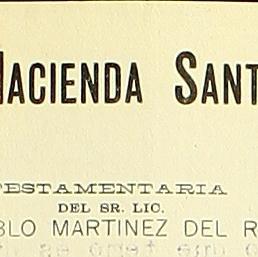 HACIENDA SANT
TESTAMENTARIA
DEL SR. LIC.
BLO MARTINEZ DEL R